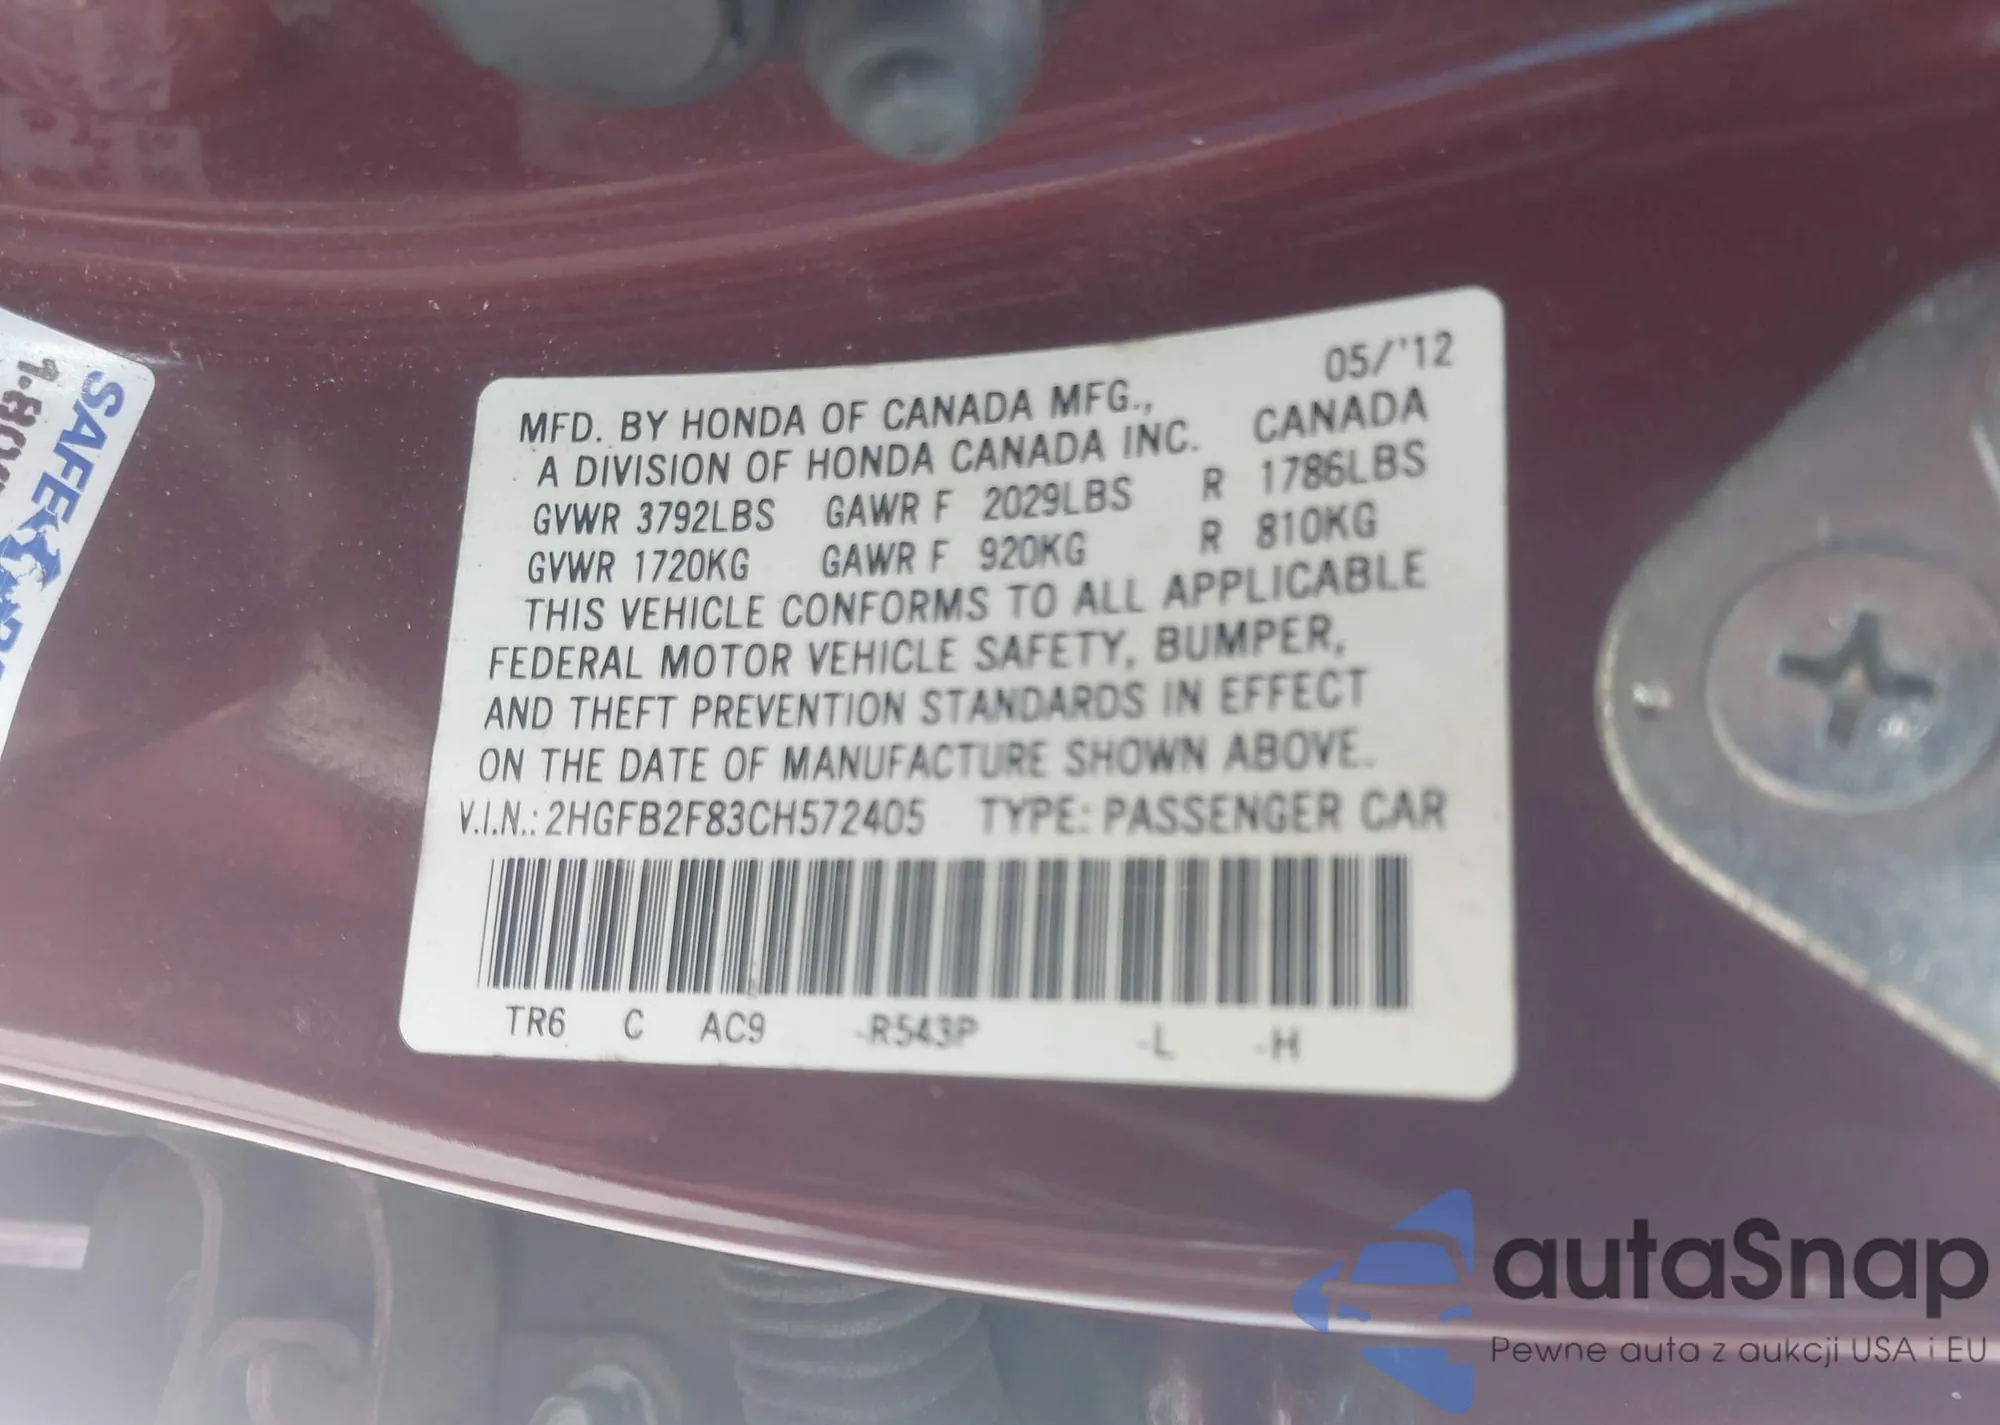 05/'12
MFD. BY HONDA OF CANADA MFG.,
A DIVISION OF HONDA CANADA INC. CANADA
GVWR 3792LBS GAWR F 2029LBS R 1786LBS
GVWR 1720KG GAWR F 920KG R 810KG
THIS VEHICLE CONFORMS TO ALL APPLICABLE
FEDERAL MOTOR VEHICLE SAFETY, BUMPER,
AND THEFT PREVENTION STANDARDS IN EFFECT
ON THE DATE OF MANUFACTURE SHOWN ABOVE.
V.I.N.: 2HGFB2F83CH572405 TYPE: PASSENGER CAR
TR6 C AC9 -R543P -L -H
SAFE
autaSnap
Pewne auta z aukcji USA i EU